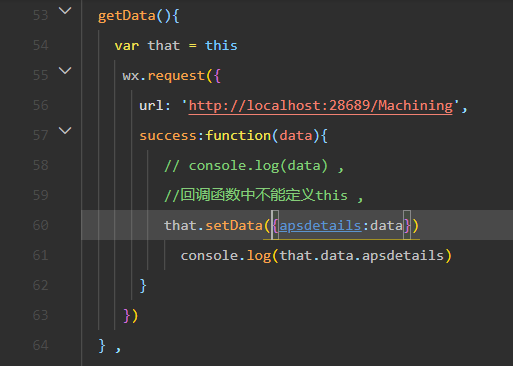 53 getData(){
54 var that = this
55 wx.request({
56 url: 'http://localhost:28689/Machining',
57 success:function(data){
58 // console.log(data) ,
59 //回调函数中不能定义this ,
60 that.setData({apsdetails:data})
61 console.log(that.data.apsdetails)
62 }
63 })
64 } ,